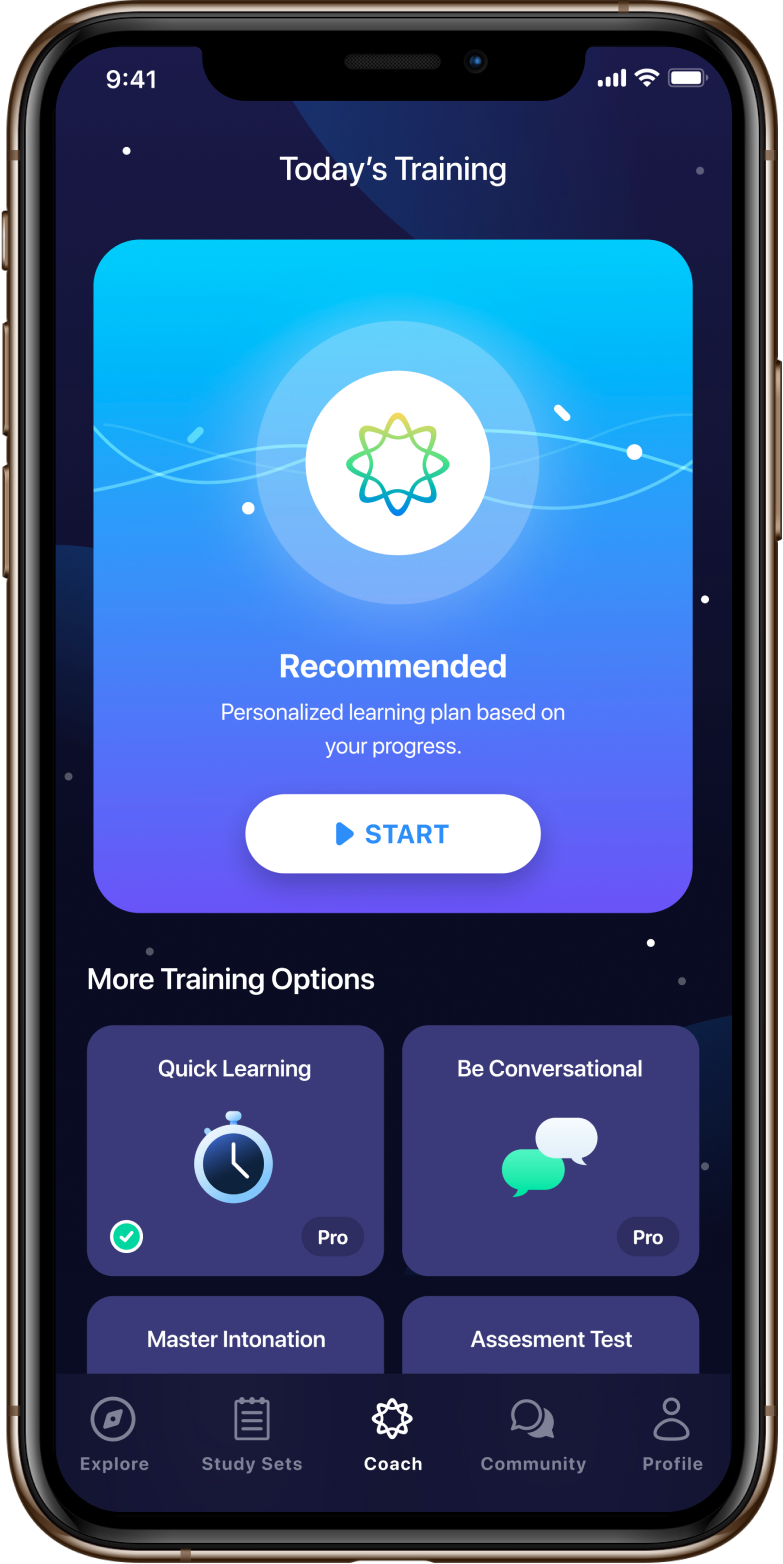 9:41
Today’s Training
Recommended
Personalized learning plan based on
your progress.
START
More Training Options
Quick Learning
Be Conversational
Pro
Pro
Master Intonation
Assesment Test
Explore
Study Sets
Coach
Community
Profile